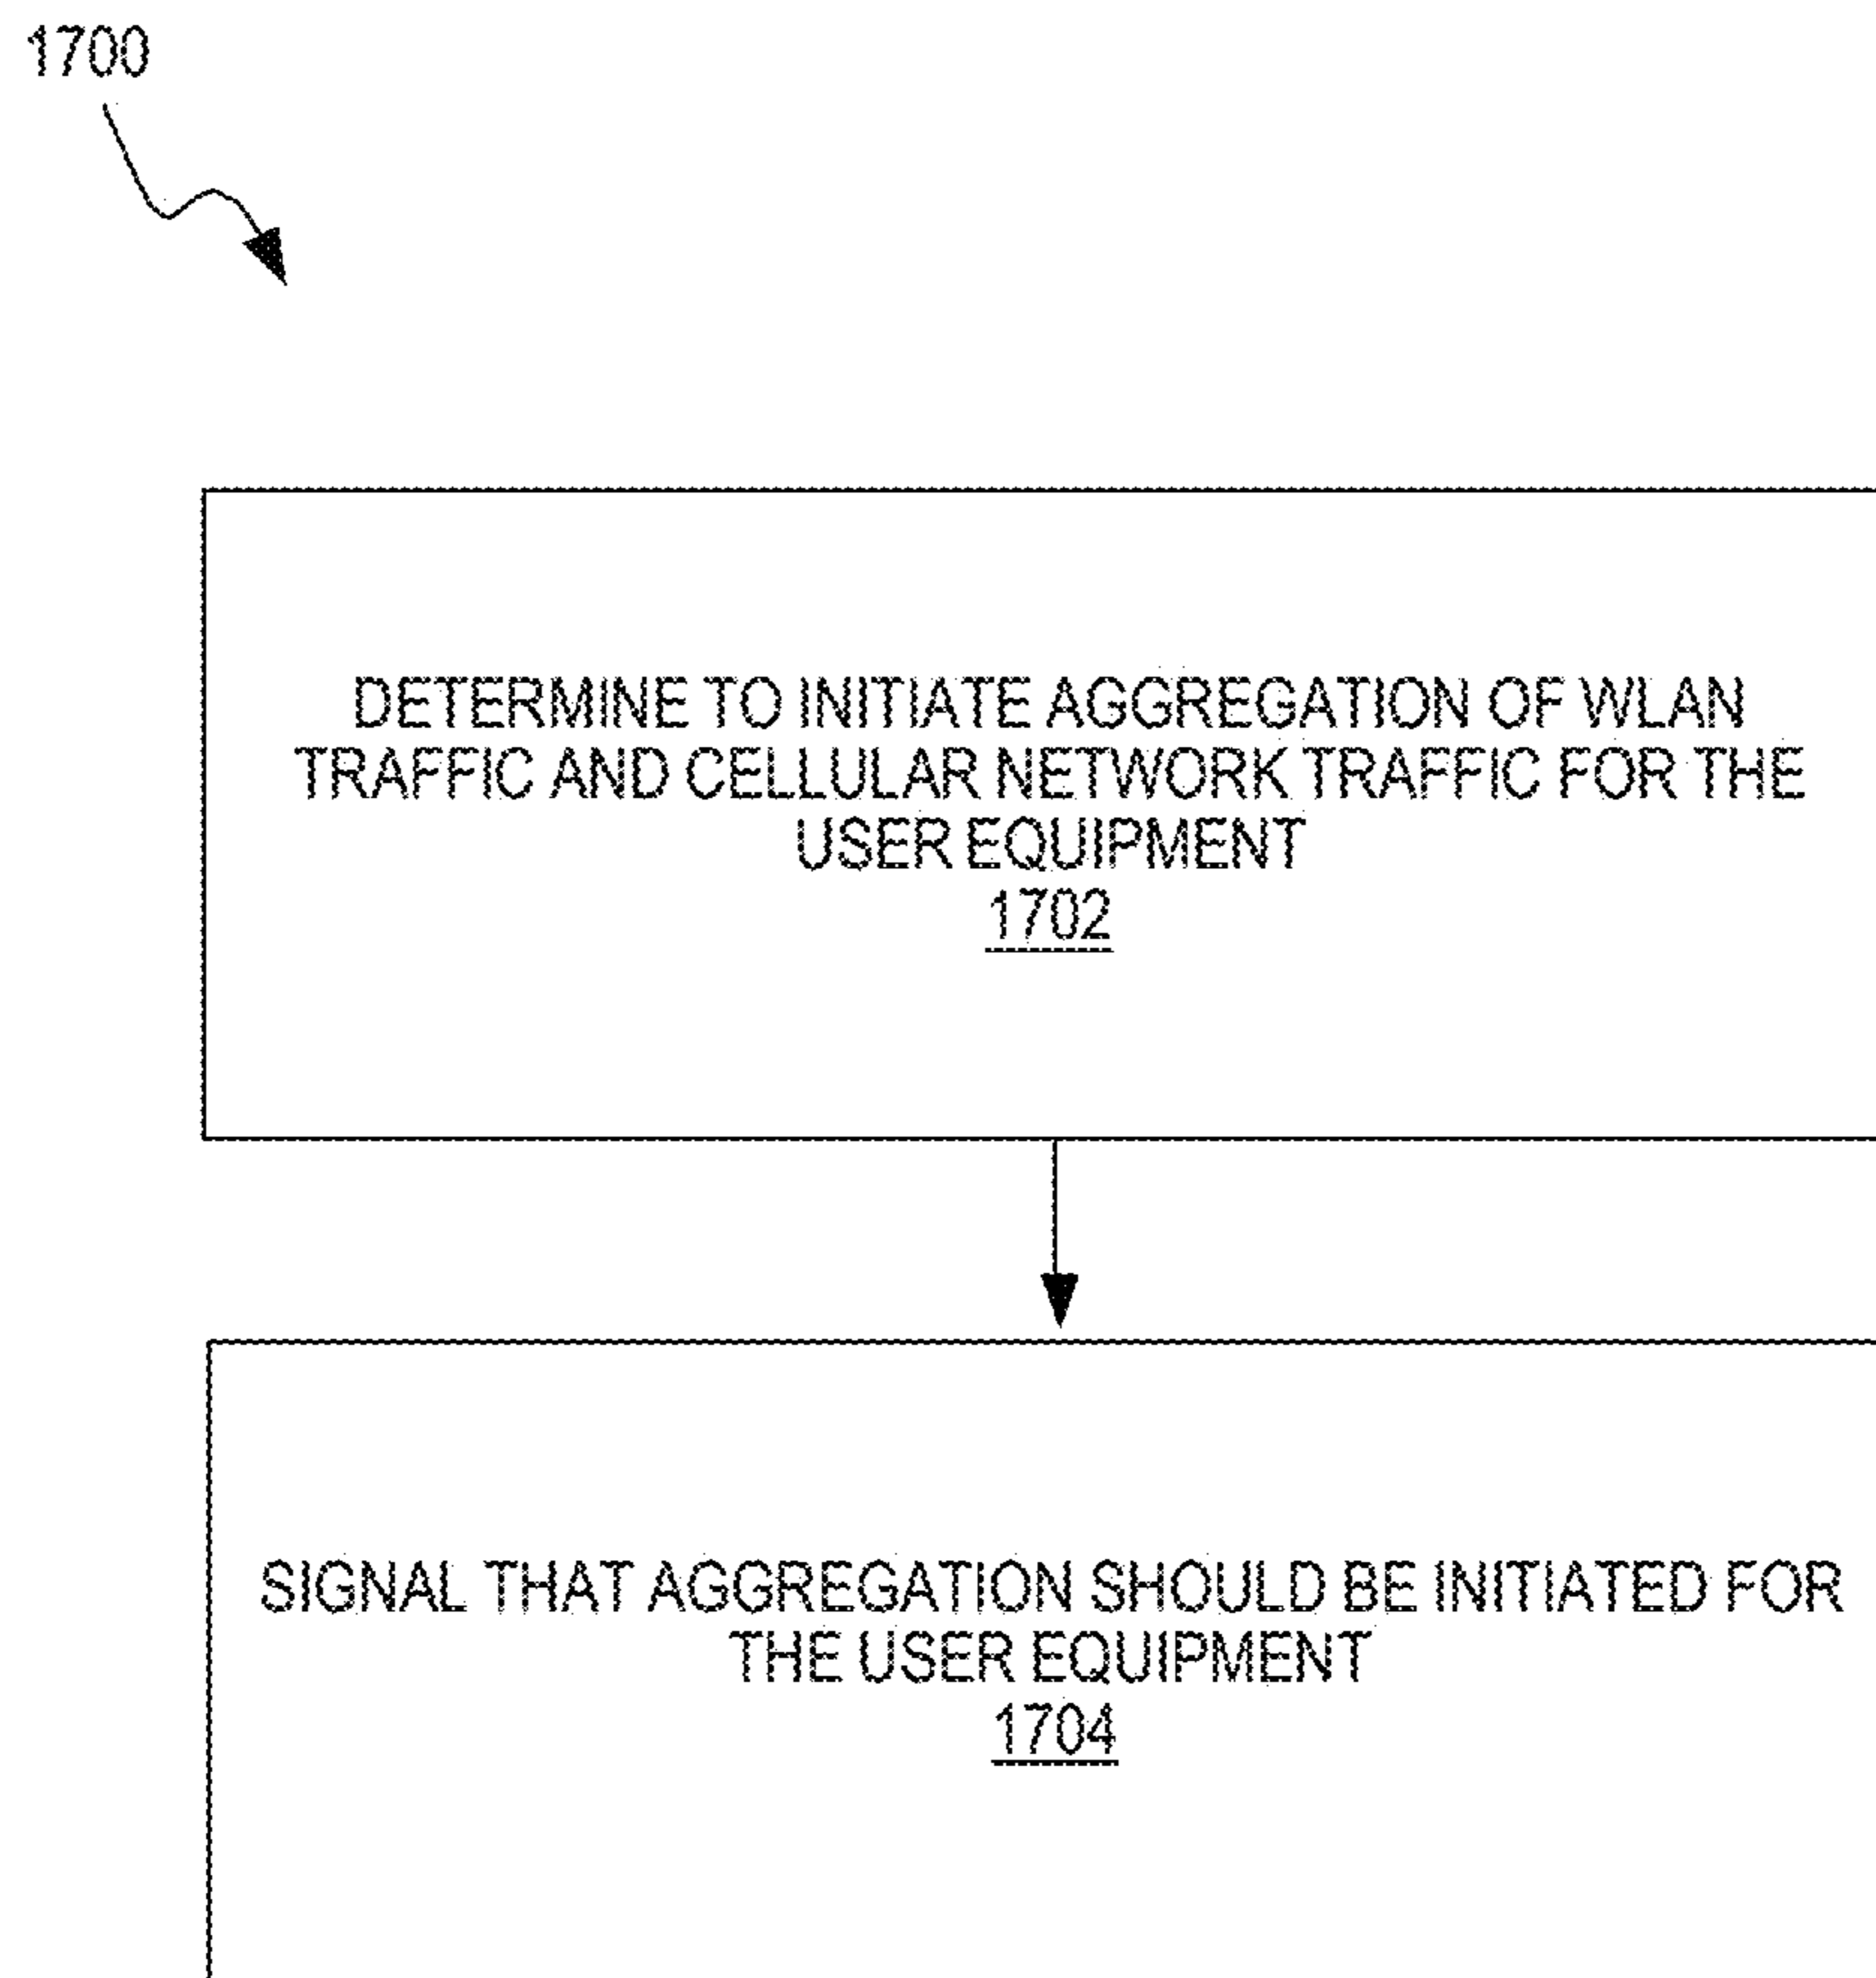 1700
DETERMINE TO INITIATE AGGREGATION OF WLAN
TRAFFIC AND CELLULAR NETWORK TRAFFIC FOR THE
USER EQUIPMENT
1702
SIGNAL THAT AGGREGATION SHOULD BE INITIATED FOR
THE USER EQUIPMENT
1704